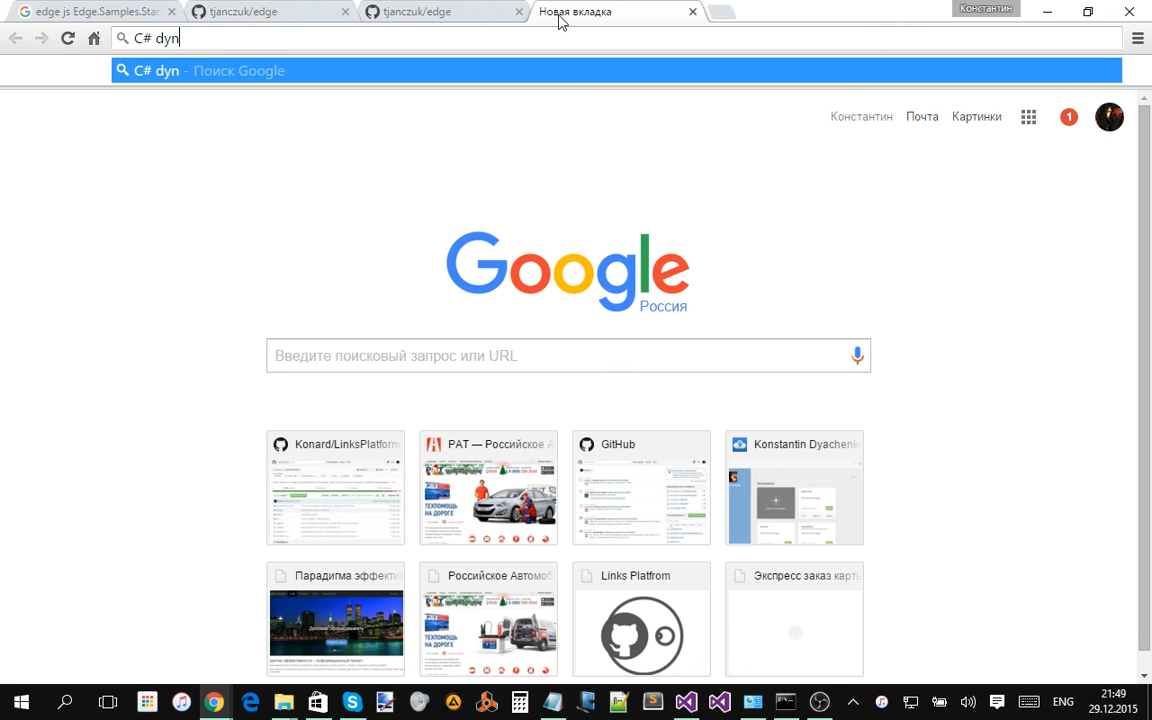 edge js Edge.Samples.Star
tjanczuk/edge
tjanczuk/edge
Новая вкладка
Константин
C# dyn
C# dyn - Поиск Google
Константин
Почта
Картинки
1
Google
Россия
Введите поисковый запрос или URL
Konard/LinksPlatform
РАТ — Российское А
GitHub
Konstantin Dyachenk
Парадигма эффекти
Российское Автомоб
Links Platfrom
Экспресс заказ карты
ENG
21:49
29.12.2015